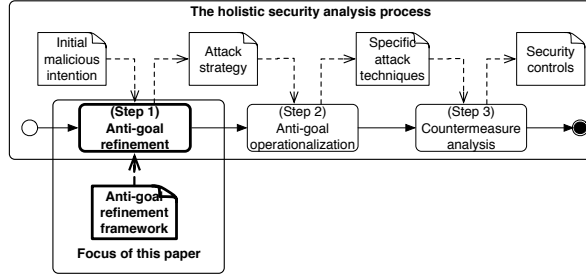 The holistic security analysis process
Initial
malicious
intention
Attack
strategy
Specific
attack
techniques
Security
controls
(Step 1)
Anti-goal
refinement
(Step 2)
Anti-goal
operationalization
(Step 3)
Countermeasure
analysis
Anti-goal
refinement
framework
Focus of this paper